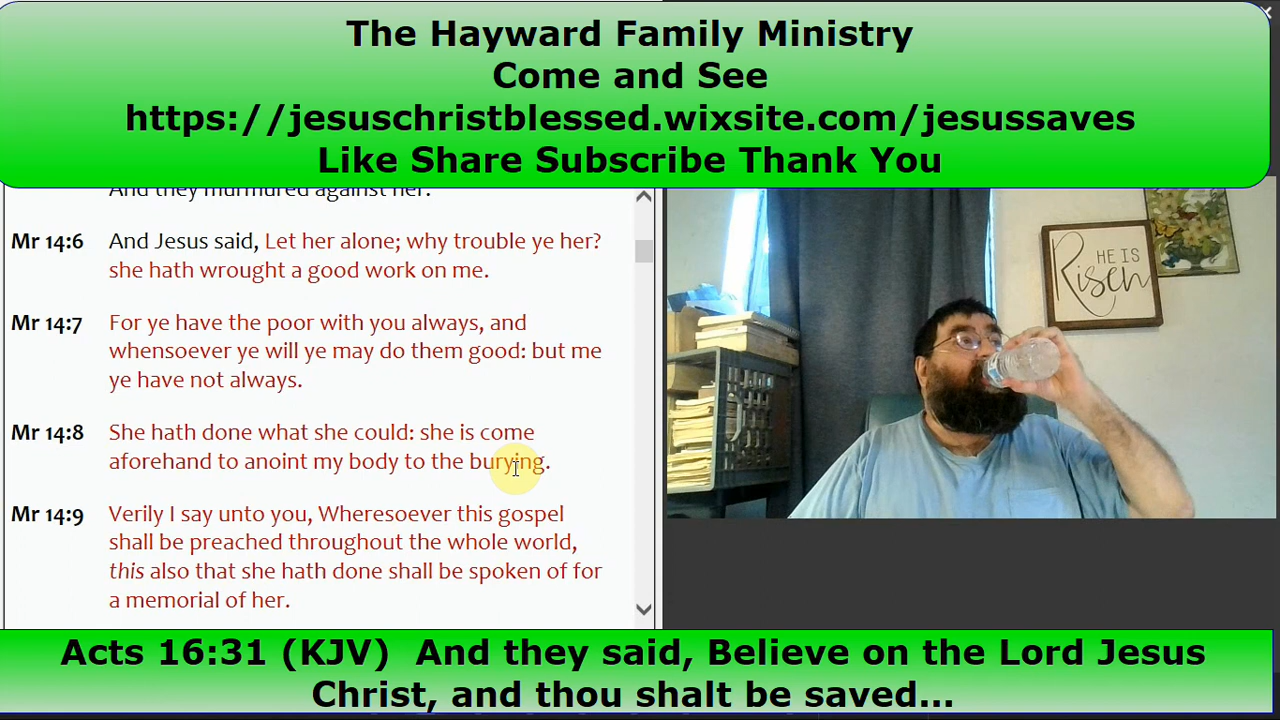 The Hayward Family Ministry
Come and See
https://jesuschristblessed.wixsite.com/jesussaves
Like Share Subscribe Thank You
And they murmured against her.
Mr 14:6 And Jesus said, Let her alone; why trouble ye her?
she hath wrought a good work on me.
Mr 14:7 For ye have the poor with you always, and
whensoever ye will ye may do them good: but me
ye have not always.
Mr 14:8 She hath done what she could: she is come
aforehand to anoint my body to the burying.
Mr 14:9 Verily I say unto you, Wheresoever this gospel
shall be preached throughout the whole world,
this also that she hath done shall be spoken of for
a memorial of her.
HE IS
Risen
Acts 16:31 (KJV) And they said, Believe on the Lord Jesus
Christ, and thou shalt be saved...